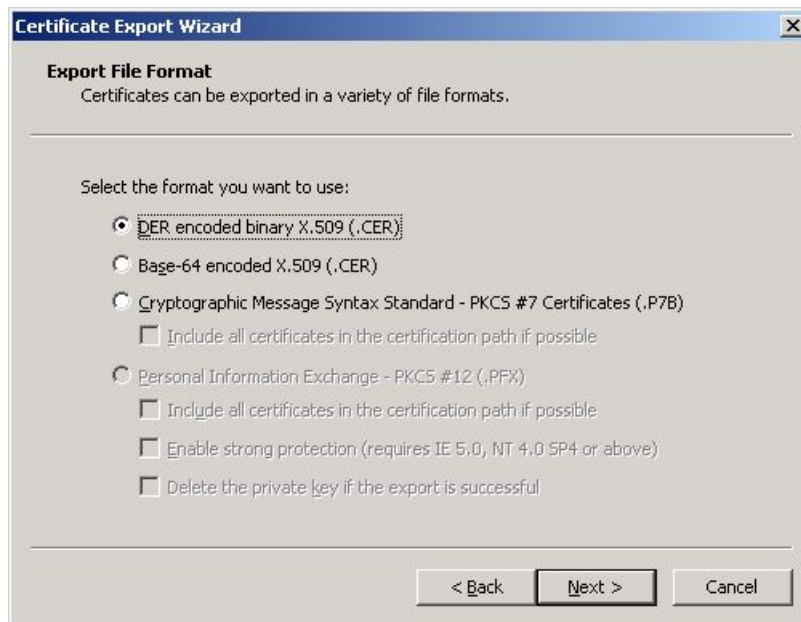 Certificate Export Wizard
Export File Format
Certificates can be exported in a variety of file formats.
Select the format you want to use:
DER encoded binary X.509 (.CER)
Base-64 encoded X.509 (.CER)
Cryptographic Message Syntax Standard - PKCS #7 Certificates (.P7B)
Include all certificates in the certification path if possible
Personal Information Exchange - PKCS #12 (.PFX)
Include all certificates in the certification path if possible
Enable strong protection (requires IE 5.0, NT 4.0 SP4 or above)
Delete the private key if the export is successful
< Back Next > Cancel